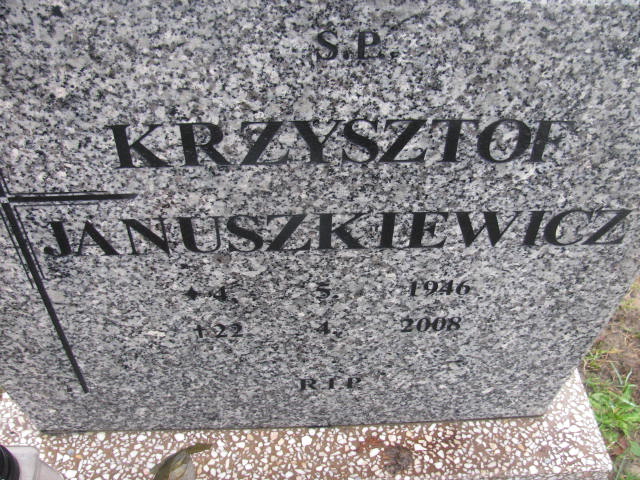 Ś.P.
KRZYSZTOF
JANUSZKIEWICZ
✦ 4. 5. 1946
† 22 4. 2008
R.I.P